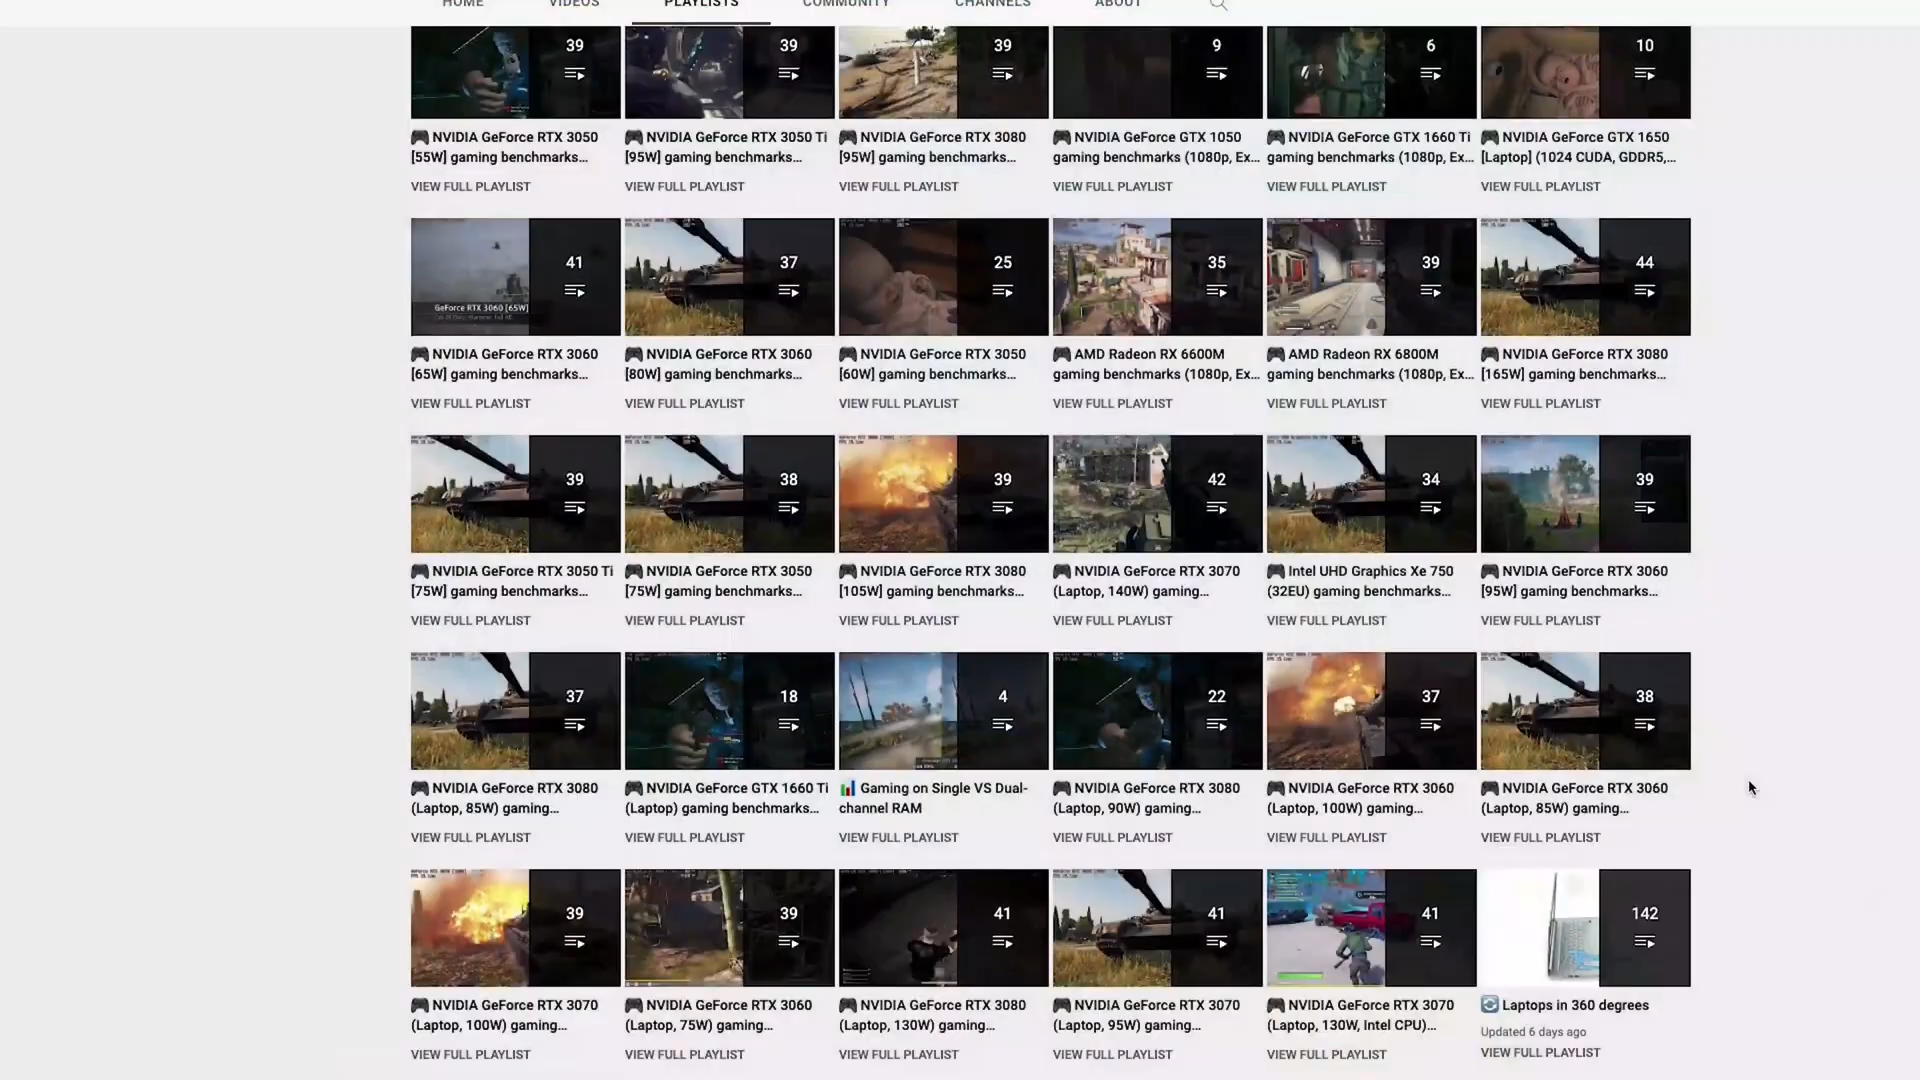 HOME VIDEOS PLAYLISTS COMMUNITY CHANNELS ABOUT
39 39 39 9 6 10
NVIDIA GeForce RTX 3050
[55W] gaming benchmarks...
VIEW FULL PLAYLIST
NVIDIA GeForce RTX 3050 Ti
[95W] gaming benchmarks...
VIEW FULL PLAYLIST
NVIDIA GeForce RTX 3080
[95W] gaming benchmarks...
VIEW FULL PLAYLIST
NVIDIA GeForce GTX 1050
gaming benchmarks (1080p, Ex...
VIEW FULL PLAYLIST
NVIDIA GeForce GTX 1660 Ti
gaming benchmarks (1080p, Ex...
VIEW FULL PLAYLIST
NVIDIA GeForce GTX 1650
[Laptop] (1024 CUDA, GDDR5,...
VIEW FULL PLAYLIST
41 37 25 35 39 44
GeForce RTX 3060 [65W]
NVIDIA GeForce RTX 3060
[65W] gaming benchmarks...
VIEW FULL PLAYLIST
NVIDIA GeForce RTX 3060
[80W] gaming benchmarks...
VIEW FULL PLAYLIST
NVIDIA GeForce RTX 3050
[60W] gaming benchmarks...
VIEW FULL PLAYLIST
AMD Radeon RX 6600M
gaming benchmarks (1080p, Ex...
VIEW FULL PLAYLIST
AMD Radeon RX 6800M
gaming benchmarks (1080p, Ex...
VIEW FULL PLAYLIST
NVIDIA GeForce RTX 3080
[165W] gaming benchmarks...
VIEW FULL PLAYLIST
39 38 39 42 34 39
NVIDIA GeForce RTX 3050 Ti
[75W] gaming benchmarks...
VIEW FULL PLAYLIST
NVIDIA GeForce RTX 3050
[75W] gaming benchmarks...
VIEW FULL PLAYLIST
NVIDIA GeForce RTX 3080
[105W] gaming benchmarks...
VIEW FULL PLAYLIST
NVIDIA GeForce RTX 3070
(Laptop, 140W) gaming...
VIEW FULL PLAYLIST
Intel UHD Graphics Xe 750
(32EU) gaming benchmarks...
VIEW FULL PLAYLIST
NVIDIA GeForce RTX 3060
[95W] gaming benchmarks...
VIEW FULL PLAYLIST
37 18 4 22 37 38
NVIDIA GeForce RTX 3080
(Laptop, 85W) gaming...
VIEW FULL PLAYLIST
NVIDIA GeForce GTX 1660 Ti
(Laptop) gaming benchmarks...
VIEW FULL PLAYLIST
Gaming on Single VS Dual-
channel RAM
VIEW FULL PLAYLIST
NVIDIA GeForce RTX 3080
(Laptop, 90W) gaming...
VIEW FULL PLAYLIST
NVIDIA GeForce RTX 3060
(Laptop, 100W) gaming...
VIEW FULL PLAYLIST
NVIDIA GeForce RTX 3060
(Laptop, 85W) gaming...
VIEW FULL PLAYLIST
39 39 41 41 41 142
NVIDIA GeForce RTX 3070
(Laptop, 100W) gaming...
VIEW FULL PLAYLIST
NVIDIA GeForce RTX 3060
(Laptop, 75W) gaming...
VIEW FULL PLAYLIST
NVIDIA GeForce RTX 3080
(Laptop, 130W) gaming...
VIEW FULL PLAYLIST
NVIDIA GeForce RTX 3070
(Laptop, 95W) gaming...
VIEW FULL PLAYLIST
NVIDIA GeForce RTX 3070
(Laptop, 130W, Intel CPU)...
VIEW FULL PLAYLIST
Laptops in 360 degrees
Updated 6 days ago
VIEW FULL PLAYLIST